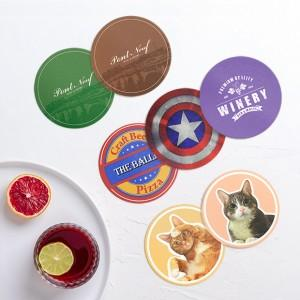 Pont Neuf
Pont Neuf
PREMIUM QUALITY
WINERY
Craft Beer
THE BALL
Pizza